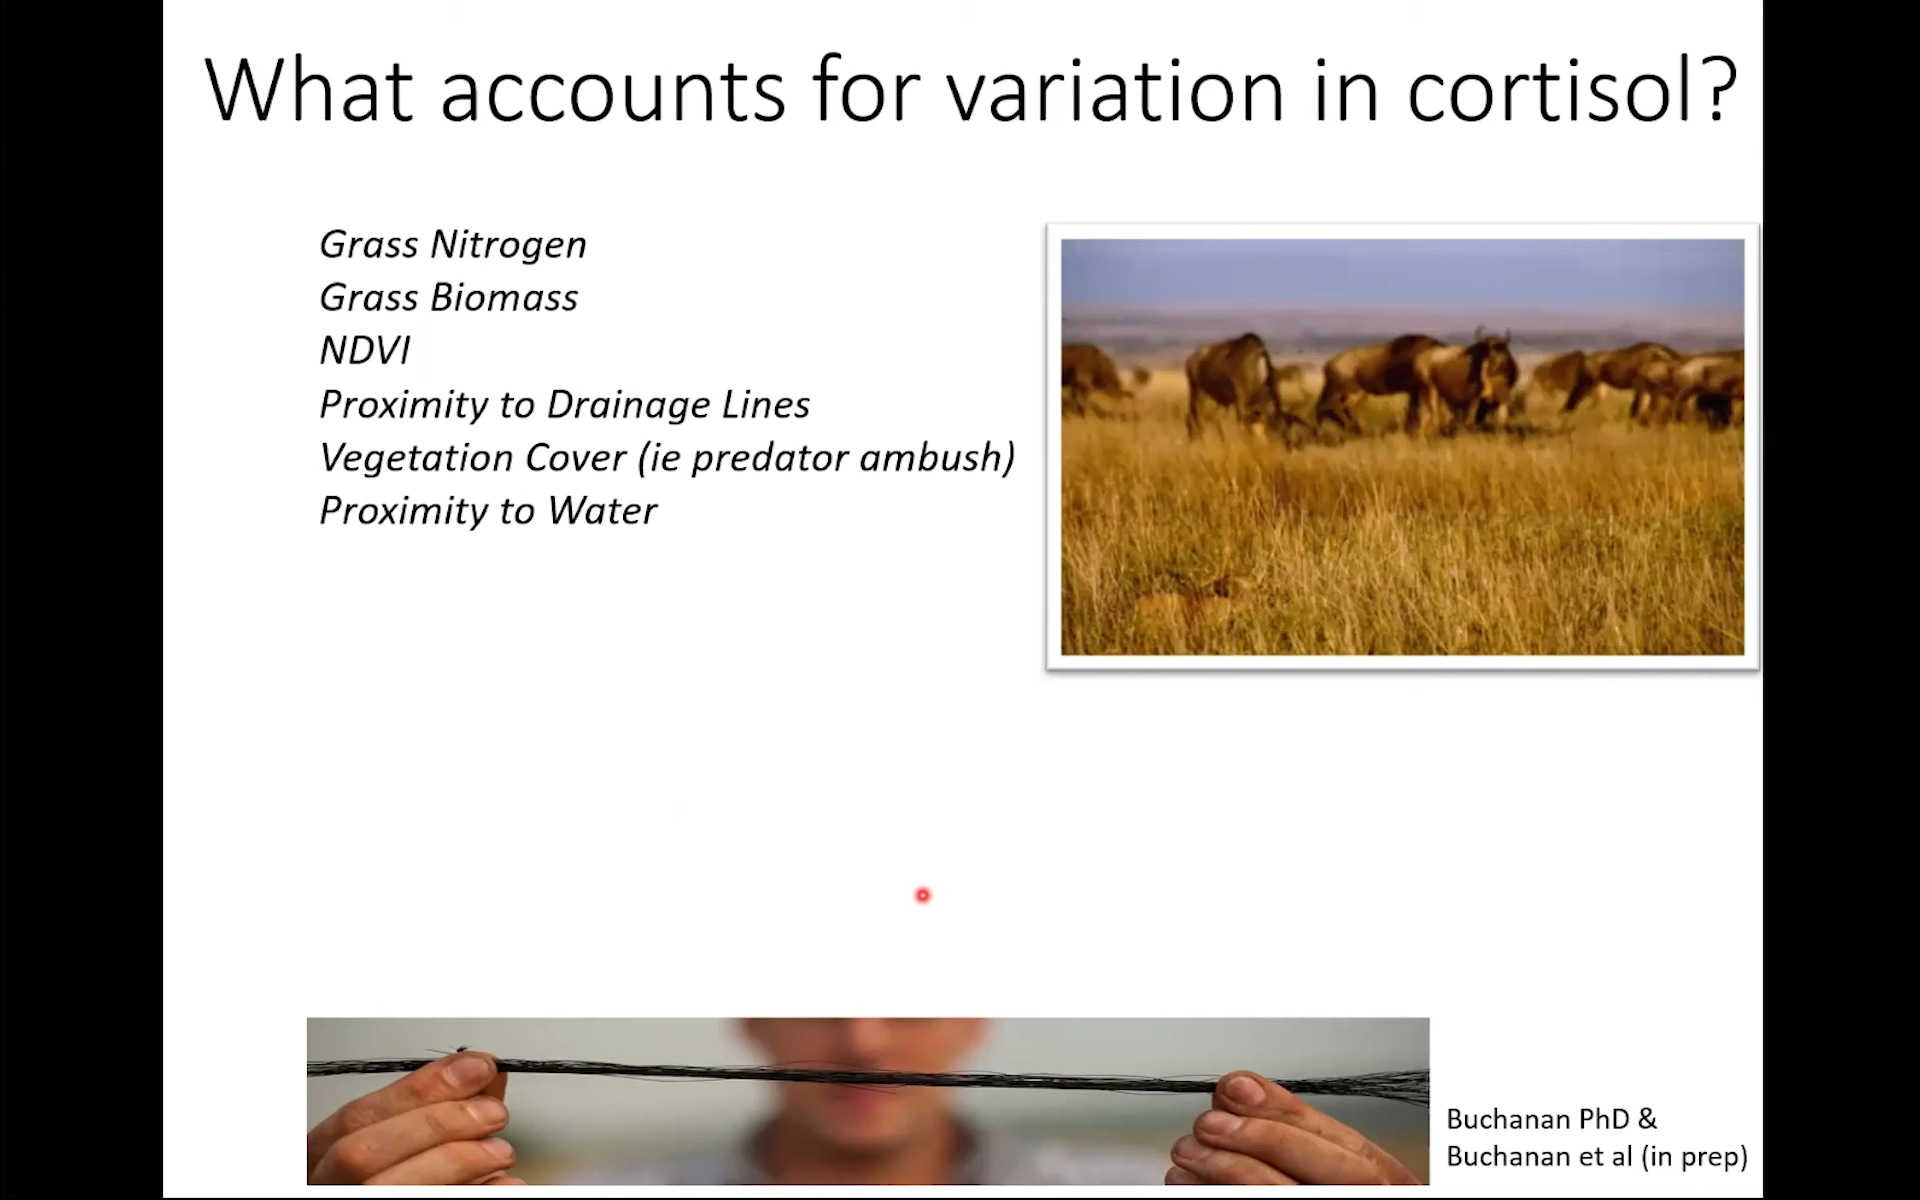 What accounts for variation in cortisol?
Grass Nitrogen
Grass Biomass
NDVI
Proximity to Drainage Lines
Vegetation Cover (ie predator ambush)
Proximity to Water
Buchanan PhD &
Buchanan et al (in prep)